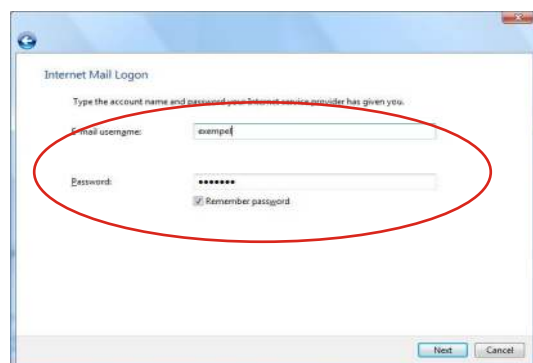 Internet Mail Logon
Type the account name and password your Internet service provider has given you.
E-mail username: exempel
Password: •••••••
Remember password
Next Cancel